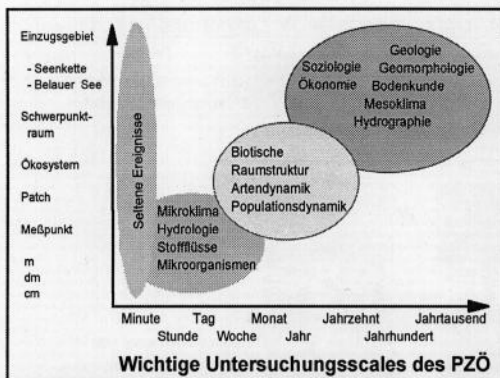 Einzugsgebiet
- Seenkette
- Belauer See
Schwerpunkt-
raum
Ökosystem
Patch
Meßpunkt
m
dm
cm
Seltene Ereignisse
Mikroklima
Hydrologie
Stoffflüsse
Mikroorganismen
Biotische
Raumstruktur
Artendynamik
Populationsdynamik
Soziologie
Ökonomie
Geologie
Geomorphologie
Bodenkunde
Mesoklima
Hydrographie
Minute Tag Monat Jahrzehnt Jahrtausend
Stunde Woche Jahr Jahrhundert
Wichtige Untersuchungsscales des PZÖ